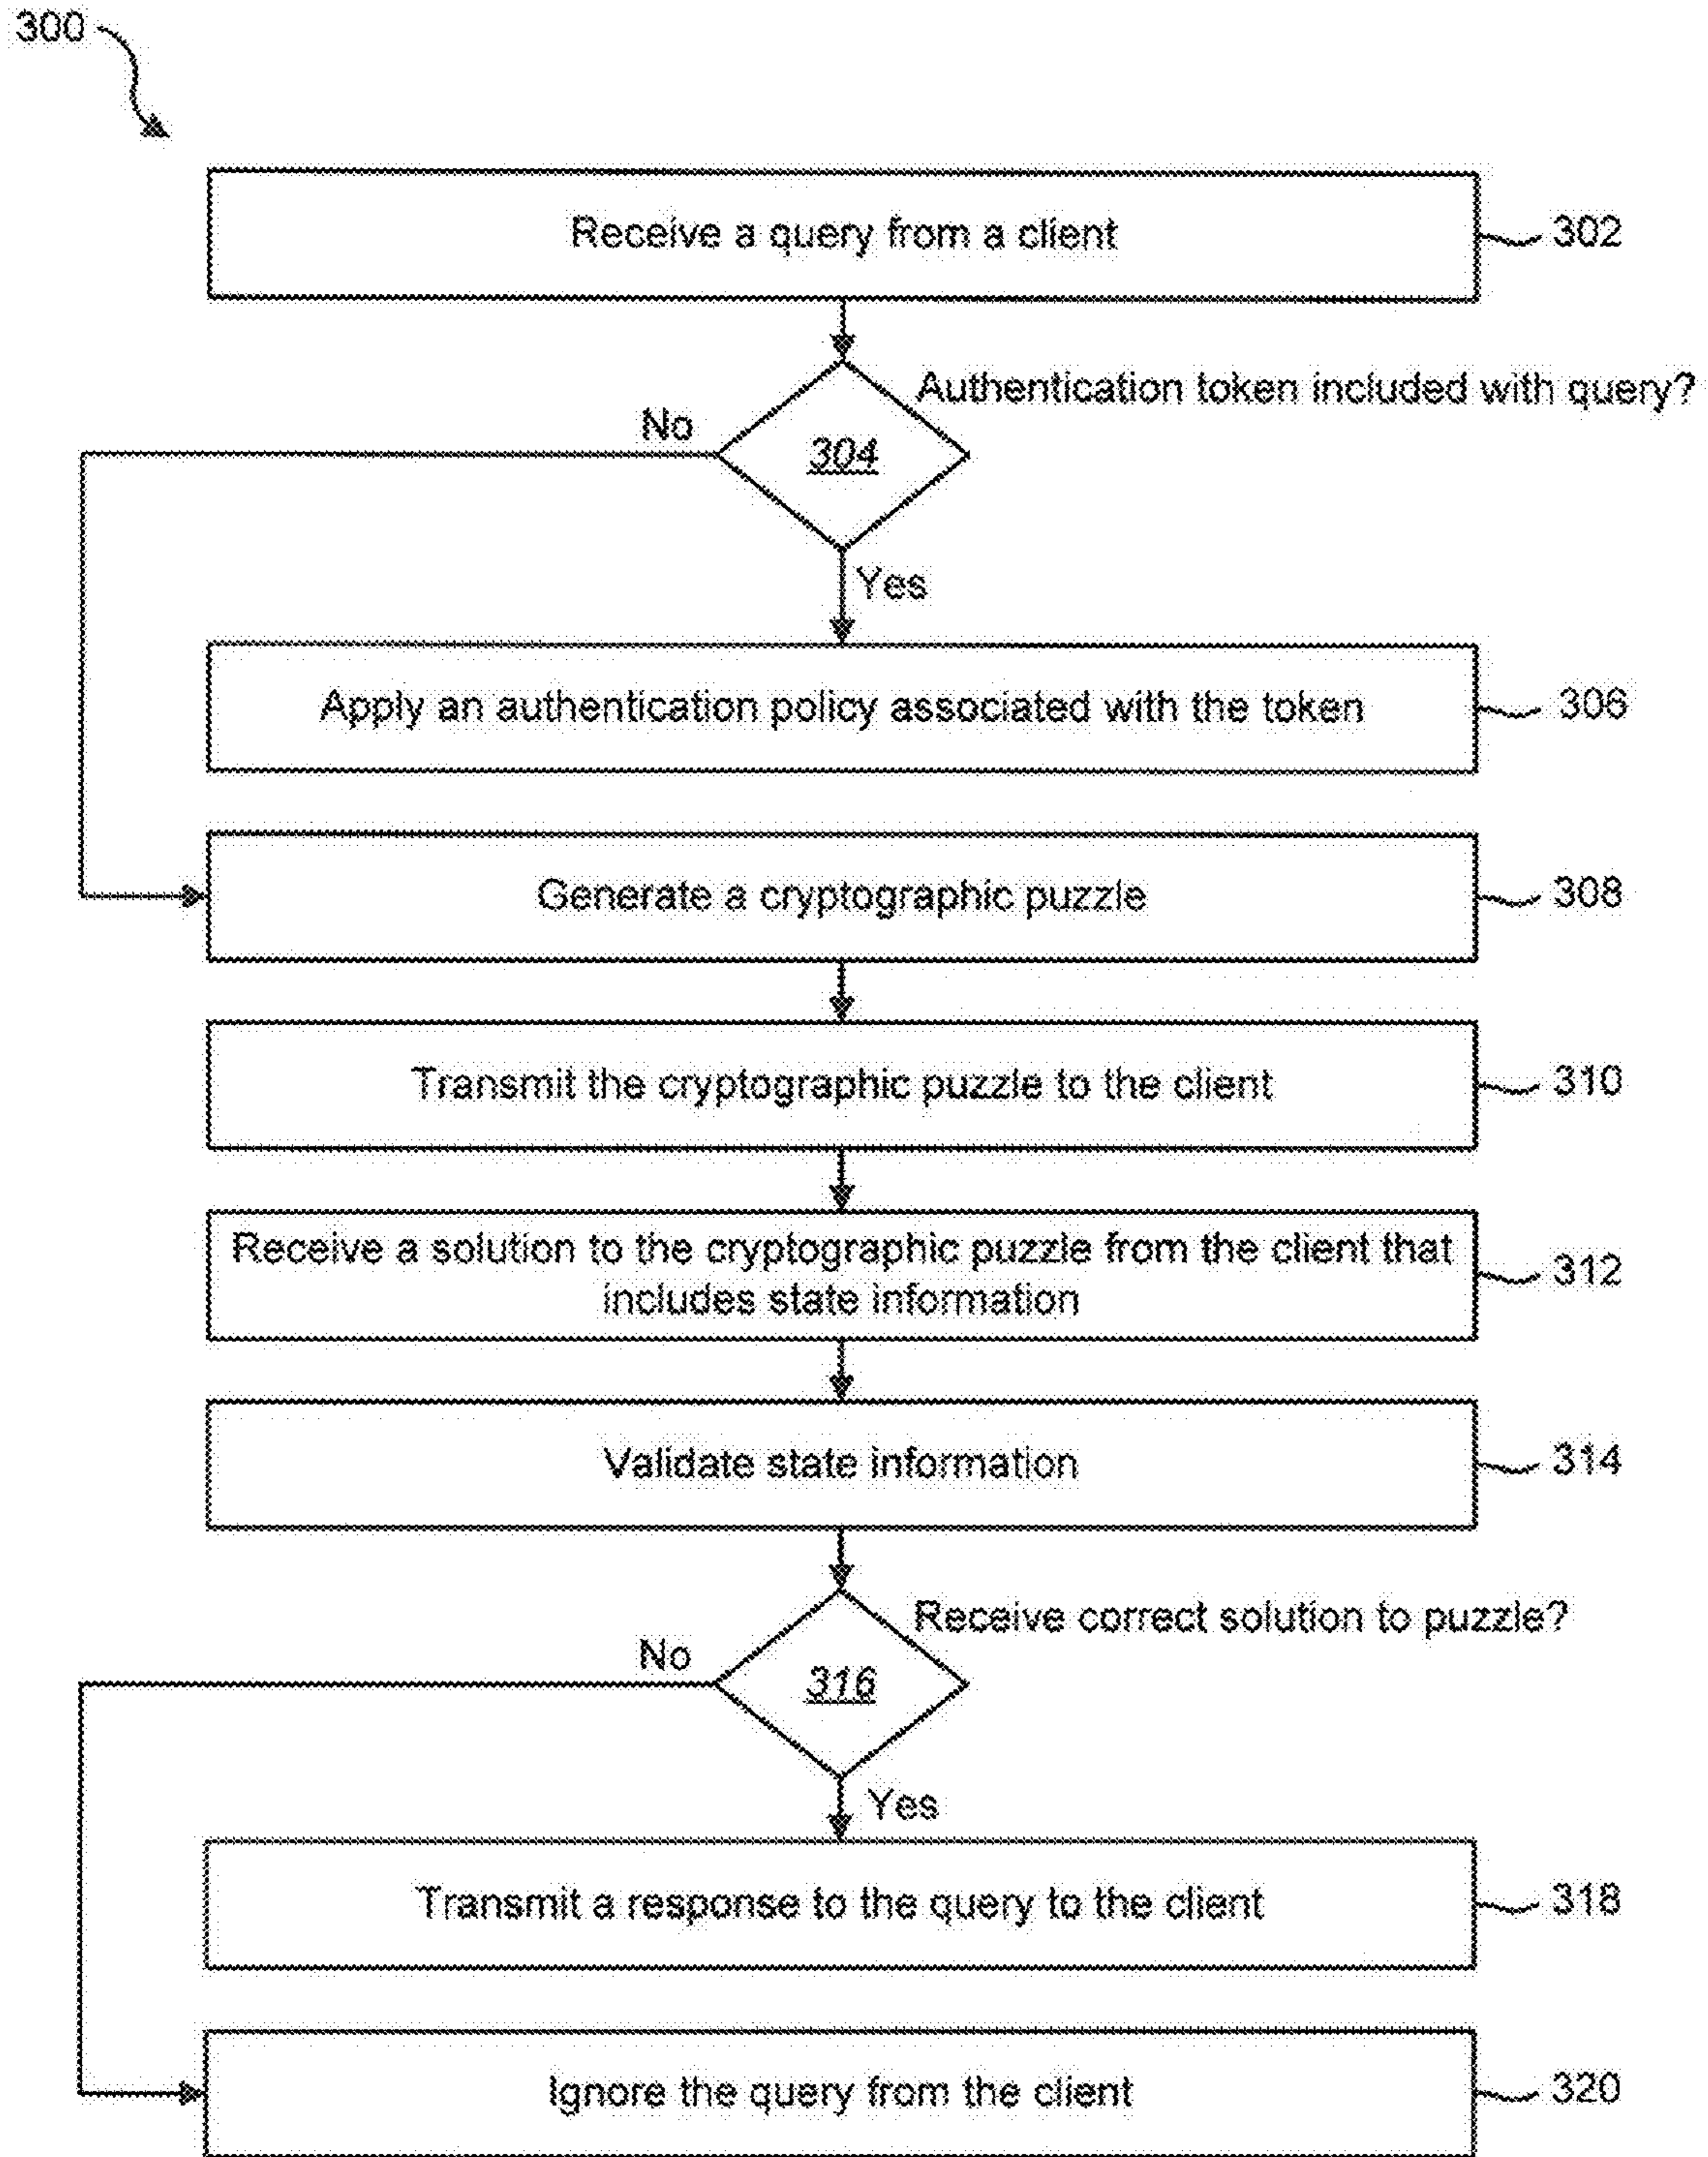 300
Receive a query from a client
302
Authentication token included with query?
No
304
Yes
Apply an authentication policy associated with the token
306
Generate a cryptographic puzzle
308
Transmit the cryptographic puzzle to the client
310
Receive a solution to the cryptographic puzzle from the client that
includes state information
312
Validate state information
314
Receive correct solution to puzzle?
No
316
Yes
Transmit a response to the query to the client
318
Ignore the query from the client
320